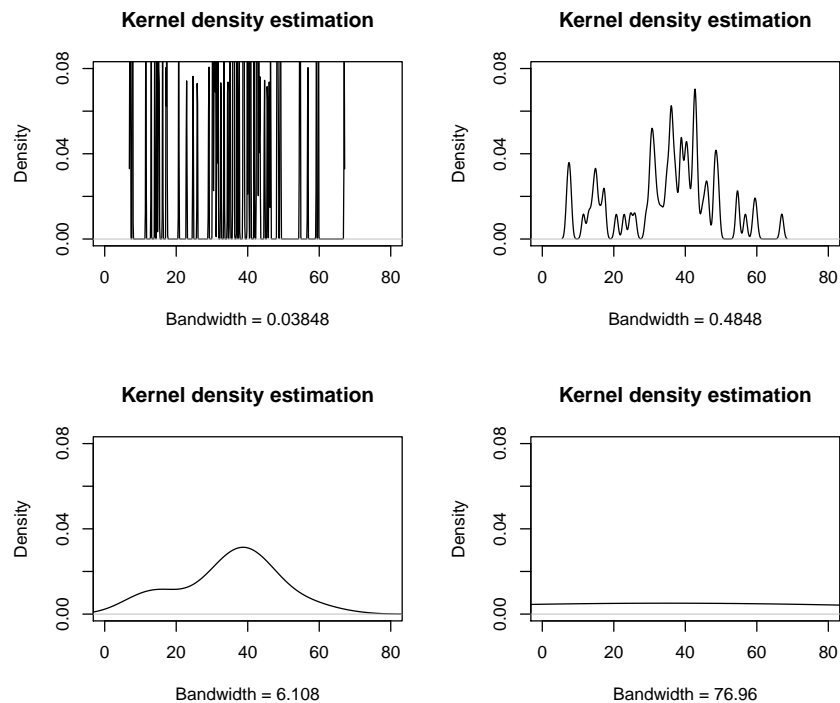 Kernel density estimation
Density
0.00 0.04 0.08
0 20 40 60 80
Bandwidth = 0.03848
Kernel density estimation
Density
0.00 0.04 0.08
0 20 40 60 80
Bandwidth = 0.4848
Kernel density estimation
Density
0.00 0.04 0.08
0 20 40 60 80
Bandwidth = 6.108
Kernel density estimation
Density
0.00 0.04 0.08
0 20 40 60 80
Bandwidth = 76.96